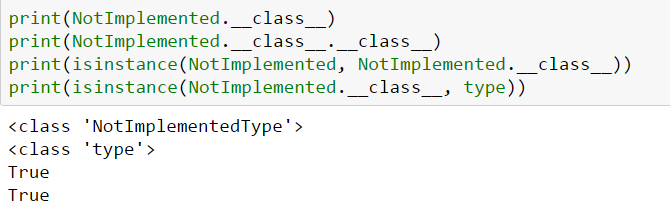 print(NotImplemented.__class__)
print(NotImplemented.__class__.__class__)
print(isinstance(NotImplemented, NotImplemented.__class__))
print(isinstance(NotImplemented.__class__, type))
<class 'NotImplementedType'>
<class 'type'>
True
True